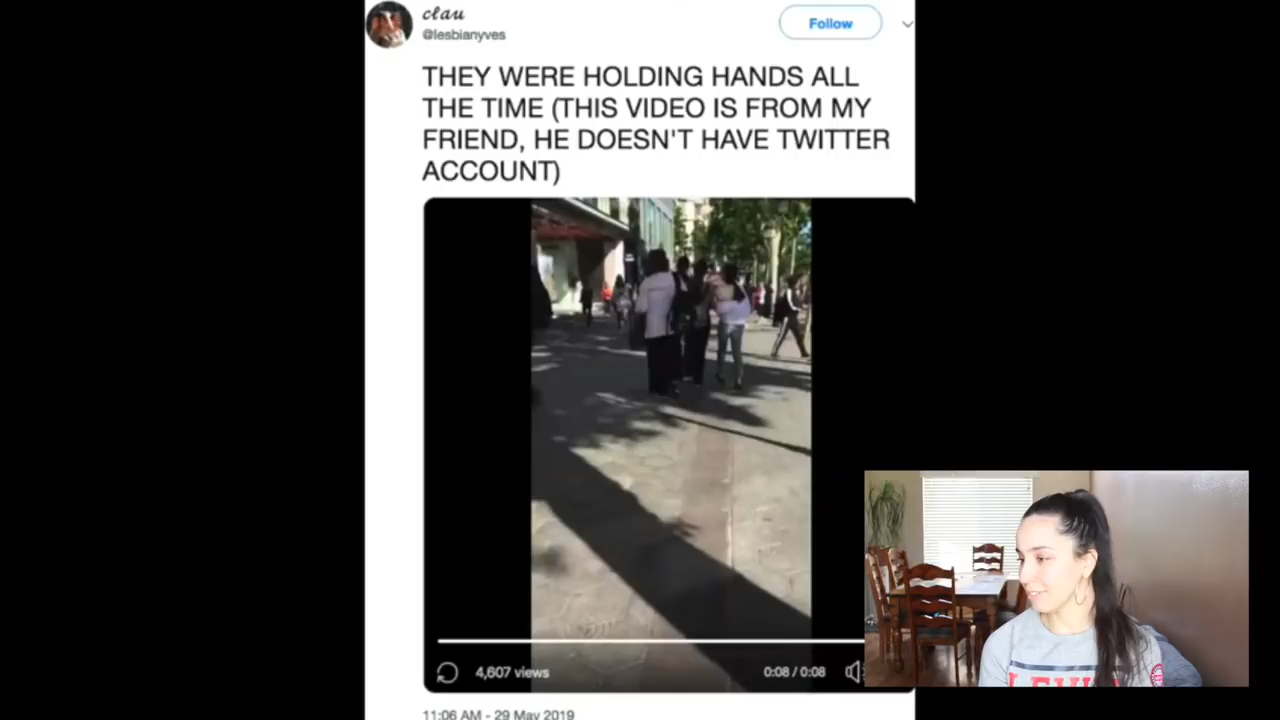 clau
@lesbianyves
Follow
THEY WERE HOLDING HANDS ALL
THE TIME (THIS VIDEO IS FROM MY
FRIEND, HE DOESN'T HAVE TWITTER
ACCOUNT)
4,607 views
0:08 / 0:08
11:06 AM - 29 May 2019